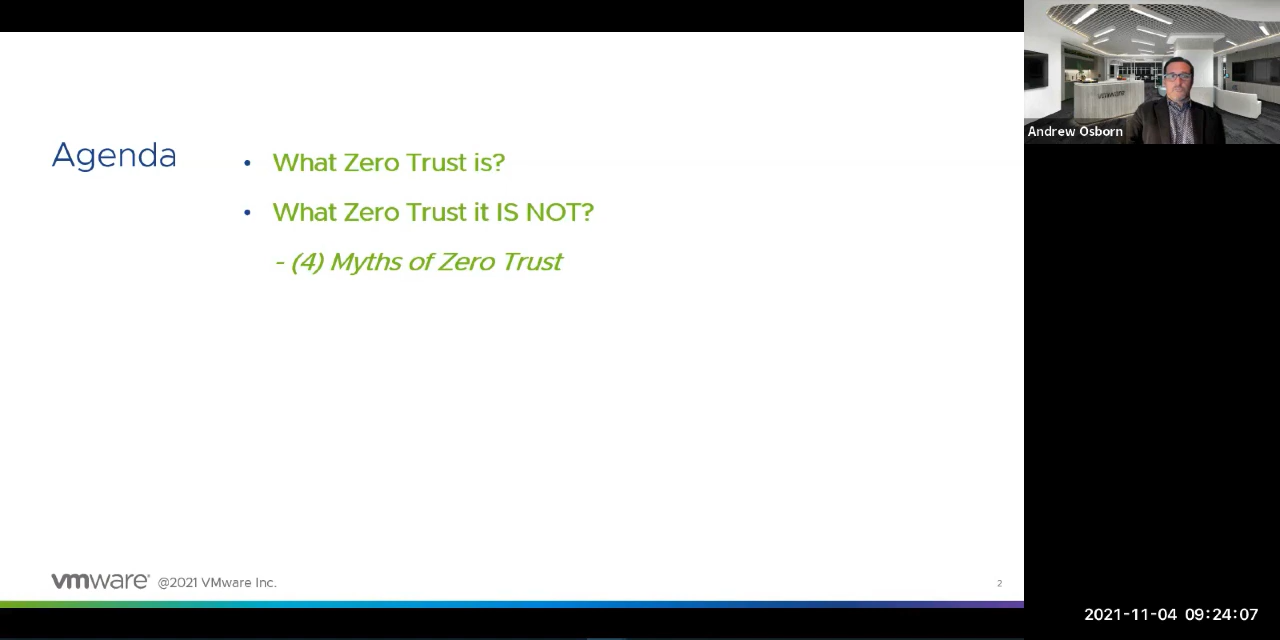 Agenda
• What Zero Trust is?
• What Zero Trust it IS NOT?
- (4) Myths of Zero Trust
vmware® @2021 VMware Inc.
2
vmware
Andrew Osborn
2021-11-04 09:24:07